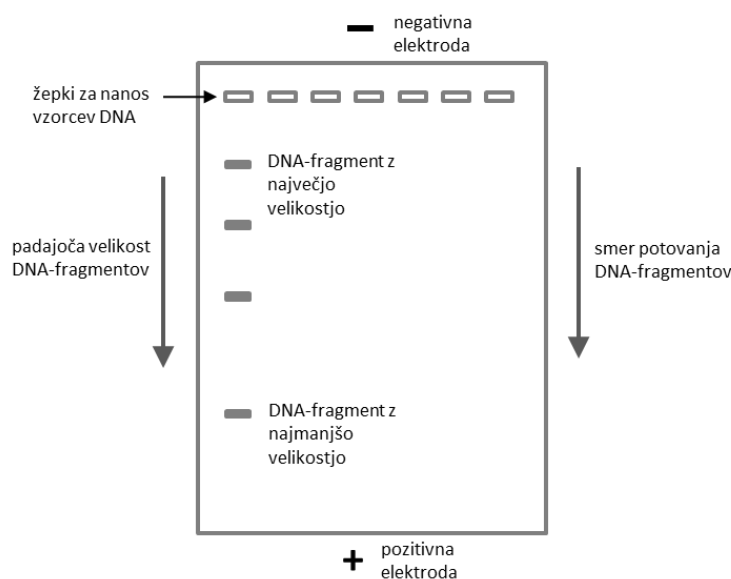 negativna
elektroda
žepki za nanos
vzorcev DNA
DNA-fragment z
največjo
velikostjo
padajoča velikost
DNA-fragmentov
smer potovanja
DNA-fragmentov
DNA-fragment z
najmanjšo
velikostjo
+ pozitivna
elektroda